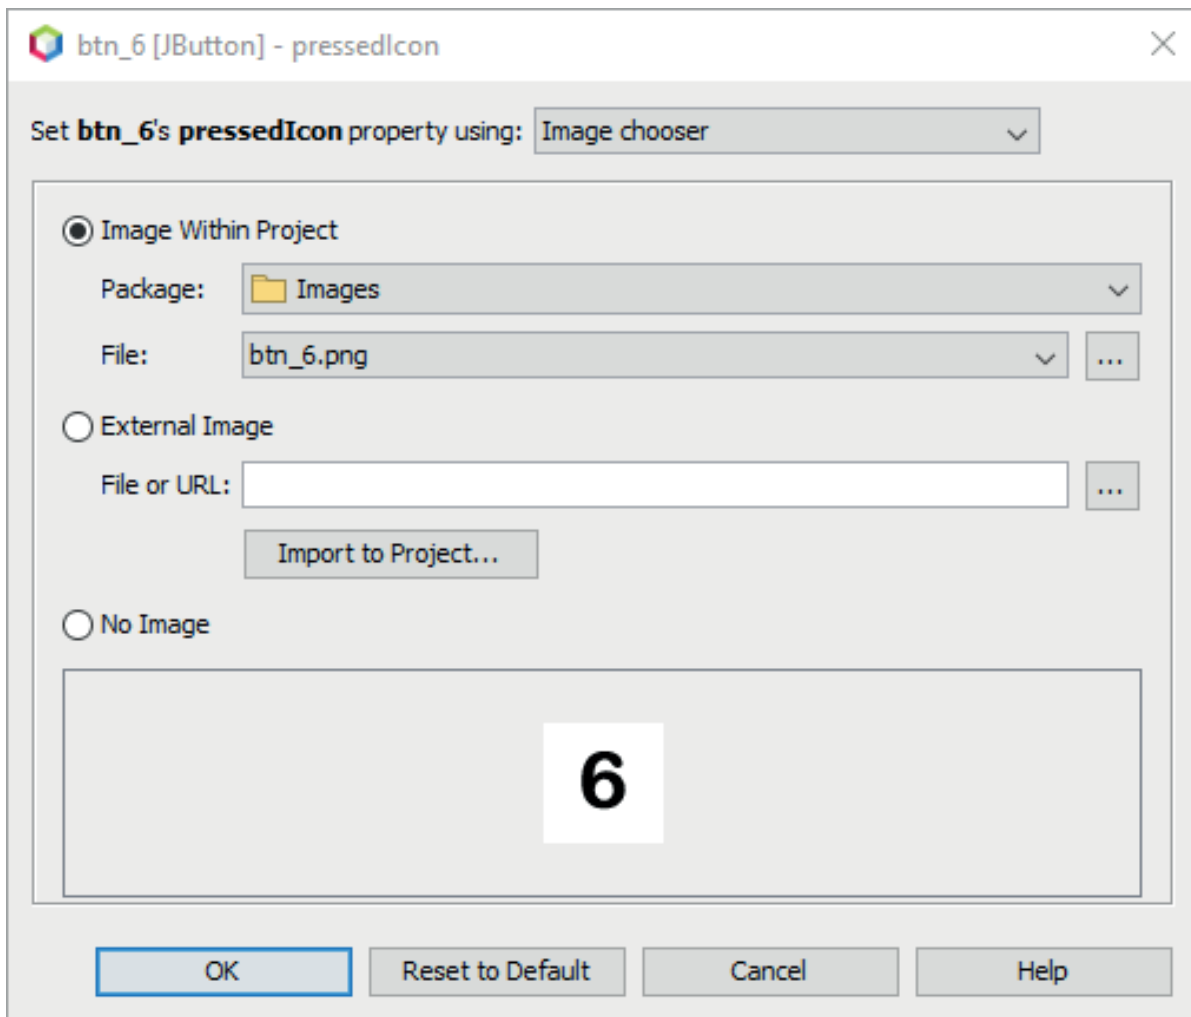 btn_6 [JButton] - pressedIcon
Set btn_6's pressedIcon property using: Image chooser
Image Within Project
Package: Images
File: btn_6.png ...
External Image
File or URL: ...
Import to Project...
No Image
6
OK Reset to Default Cancel Help